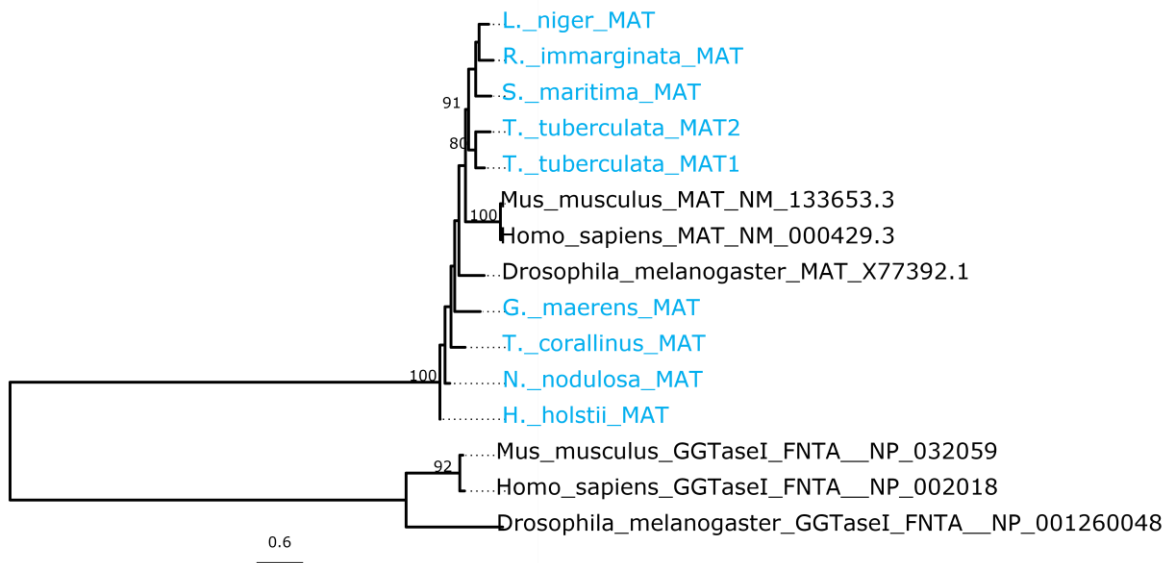 L._niger_MAT
R._immarginata_MAT
S._maritima_MAT
91
T._tuberculata_MAT2
80
T._tuberculata_MAT1
Mus_musculus_MAT_NM_133653.3
100
Homo_sapiens_MAT_NM_000429.3
Drosophila_melanogaster_MAT_X77392.1
G._maerens_MAT
T._corallinus_MAT
100
N._nodulosa_MAT
H._holstii_MAT
Mus_musculus_GGTaseI_FNTA__NP_032059
92
Homo_sapiens_GGTaseI_FNTA__NP_002018
Drosophila_melanogaster_GGTaseI_FNTA__NP_001260048
0.6